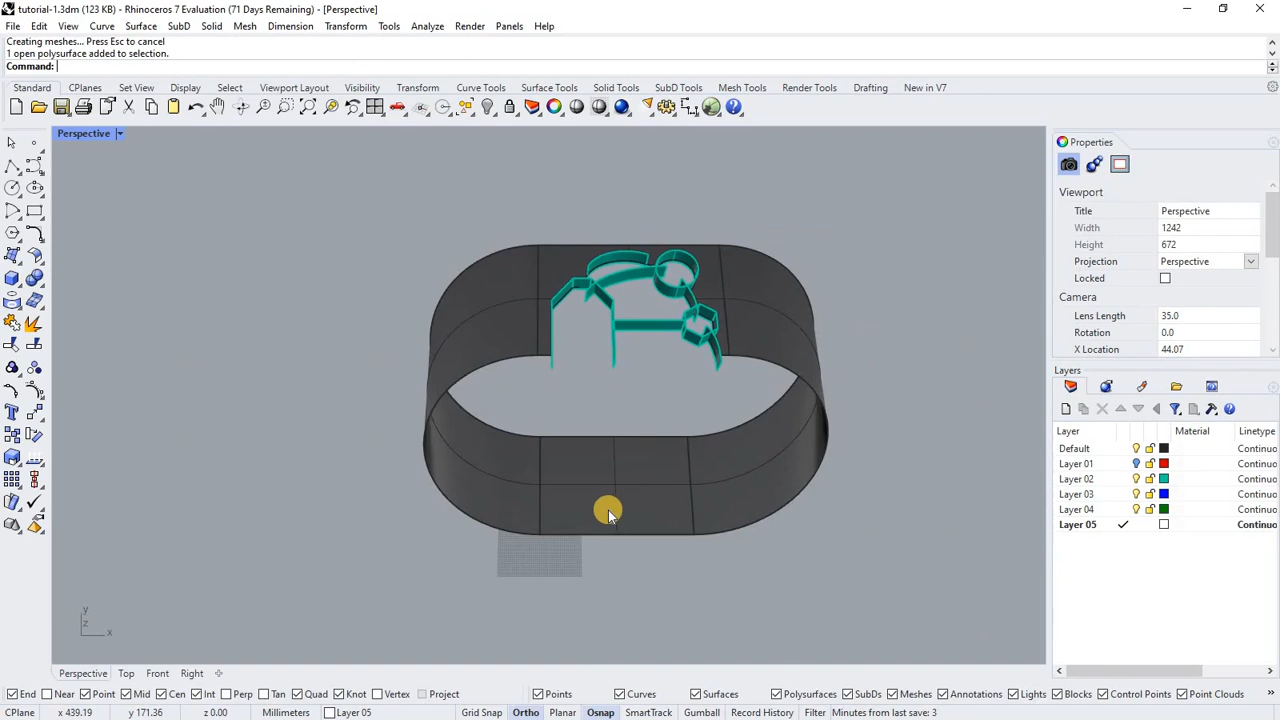 tutorial-1.3dm (123 KB) - Rhinoceros 7 Evaluation (71 Days Remaining) - [Perspective]
File Edit View Curve Surface SubD Solid Mesh Dimension Transform Tools Analyze Render Panels Help
Creating meshes... Press Esc to cancel
1 open polysurface added to selection.
Command:
Standard CPlanes Set View Display Select Viewport Layout Visibility Transform Curve Tools Surface Tools Solid Tools SubD Tools Mesh Tools Render Tools Drafting New in V7
Perspective
Properties
Viewport
Title Perspective
Width 1242
Height 672
Projection Perspective
Locked
Camera
Lens Length 35.0
Rotation 0.0
X Location 44.07
Layers
Layer Material Linetype
Default Continuo
Layer 01 Continuo
Layer 02 Continuo
Layer 03 Continuo
Layer 04 Continuo
Layer 05 Continuo
y
z x
Perspective Top Front Right
End Near Point Mid Cen Int Perp Tan Quad Knot Vertex Project Points Curves Surfaces Polysurfaces SubDs Meshes Annotations Lights Blocks Control Points Point Clouds
CPlane x 439.19 y 171.36 z 0.00 Millimeters Layer 05 Grid Snap Ortho Planar Osnap SmartTrack Gumball Record History Filter Minutes from last save: 3